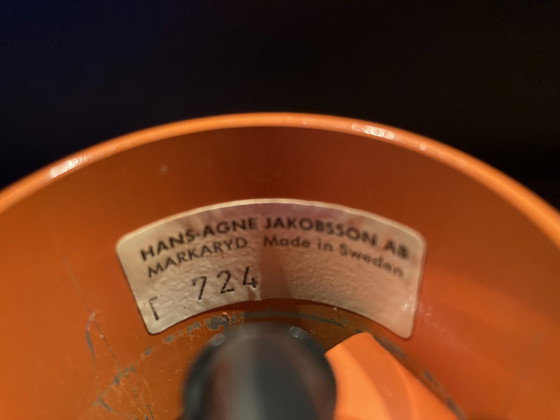 HANS-AGNE JAKOBSSON AB
MARKARYD Made in Sweden
T 724